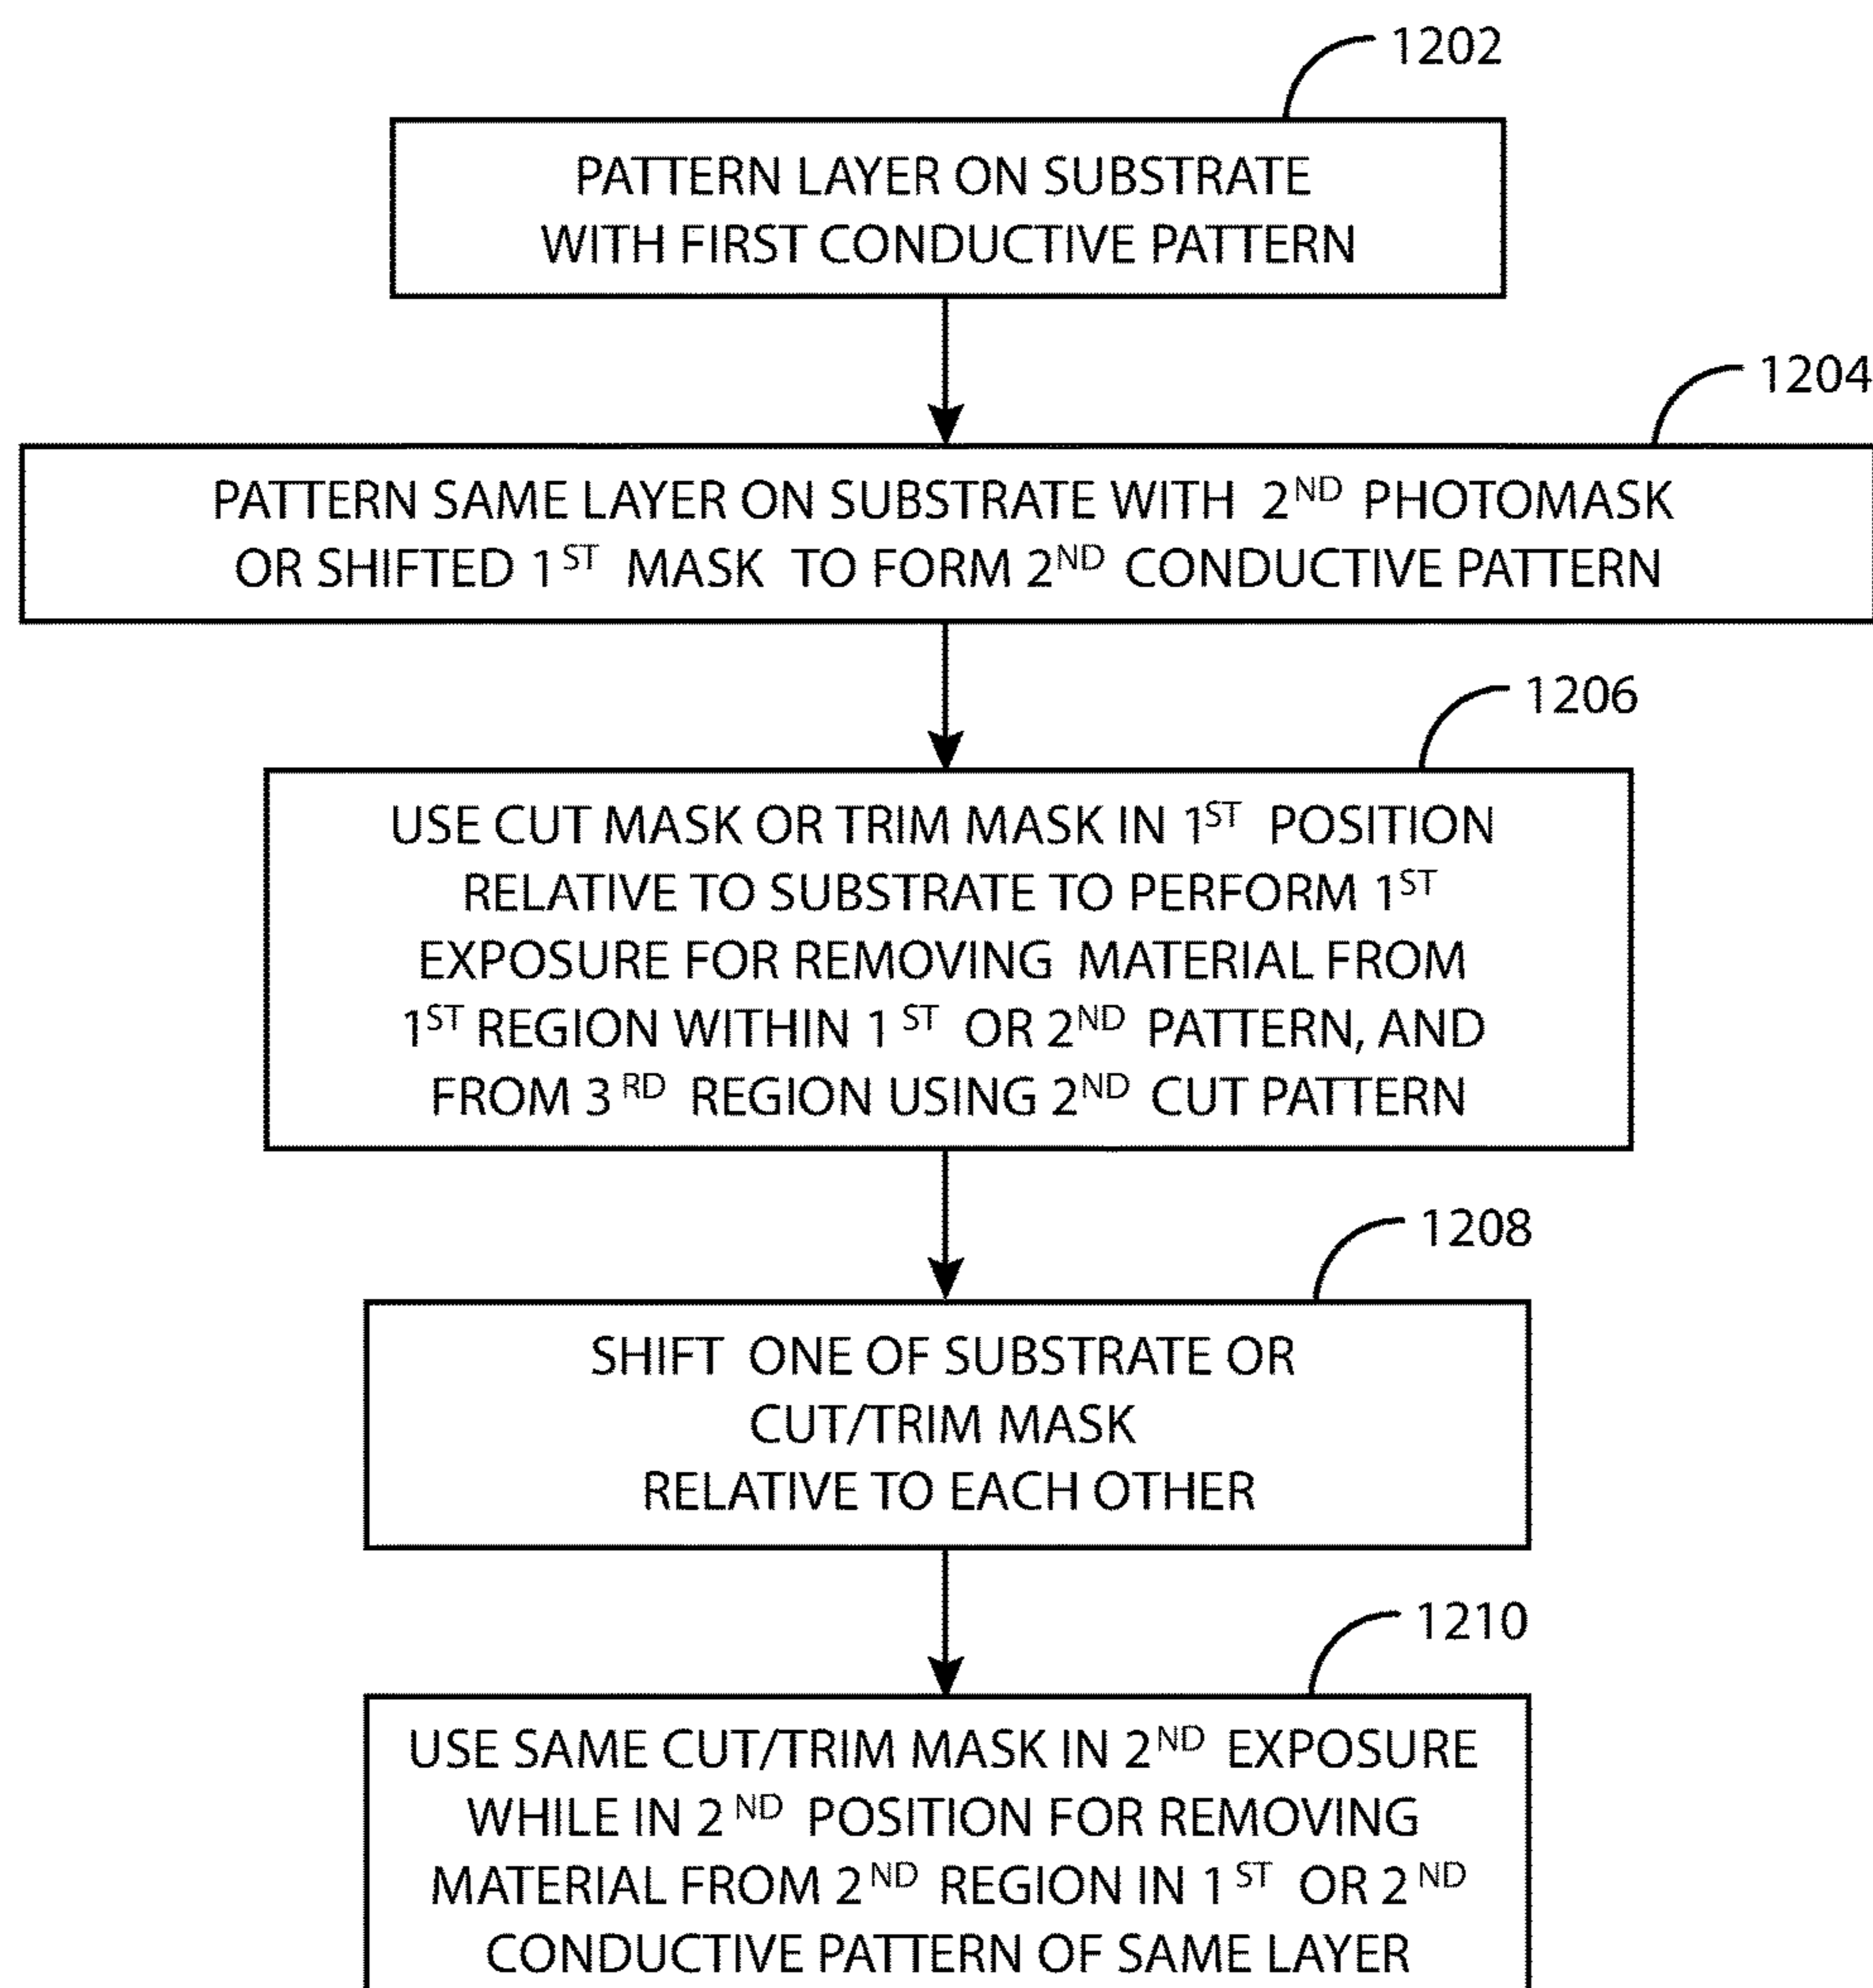 1202
PATTERN LAYER ON SUBSTRATE
WITH FIRST CONDUCTIVE PATTERN
1204
PATTERN SAME LAYER ON SUBSTRATE WITH 2ND PHOTOMASK
OR SHIFTED 1ST MASK TO FORM 2ND CONDUCTIVE PATTERN
1206
USE CUT MASK OR TRIM MASK IN 1ST POSITION
RELATIVE TO SUBSTRATE TO PERFORM 1ST
EXPOSURE FOR REMOVING MATERIAL FROM
1ST REGION WITHIN 1ST OR 2ND PATTERN, AND
FROM 3RD REGION USING 2ND CUT PATTERN
1208
SHIFT ONE OF SUBSTRATE OR
CUT/TRIM MASK
RELATIVE TO EACH OTHER
1210
USE SAME CUT/TRIM MASK IN 2ND EXPOSURE
WHILE IN 2ND POSITION FOR REMOVING
MATERIAL FROM 2ND REGION IN 1ST OR 2ND
CONDUCTIVE PATTERN OF SAME LAYER